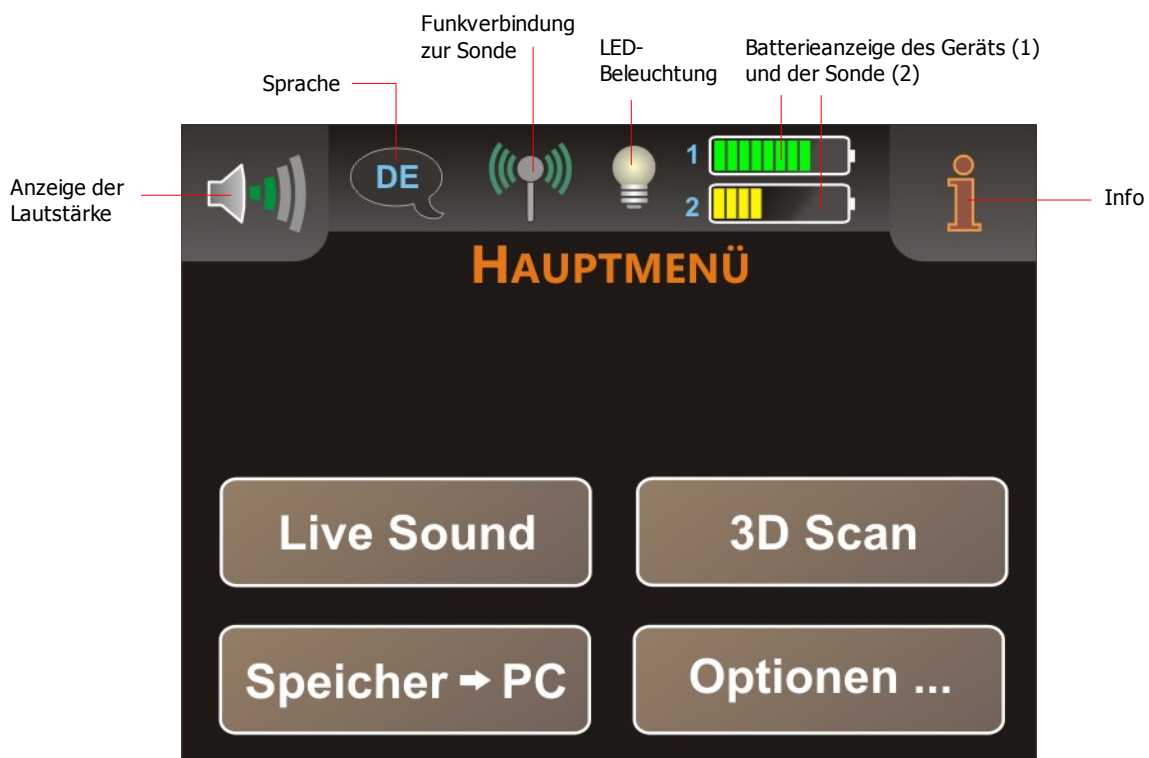 Funkverbindung
zur Sonde
LED-
Beleuchtung
Batterieanzeige des Geräts (1)
und der Sonde (2)
Sprache
Anzeige der
Lautstärke
DE
1
2
Info
HAUPTMENÜ
Live Sound
3D Scan
Speicher ➡ PC
Optionen ...